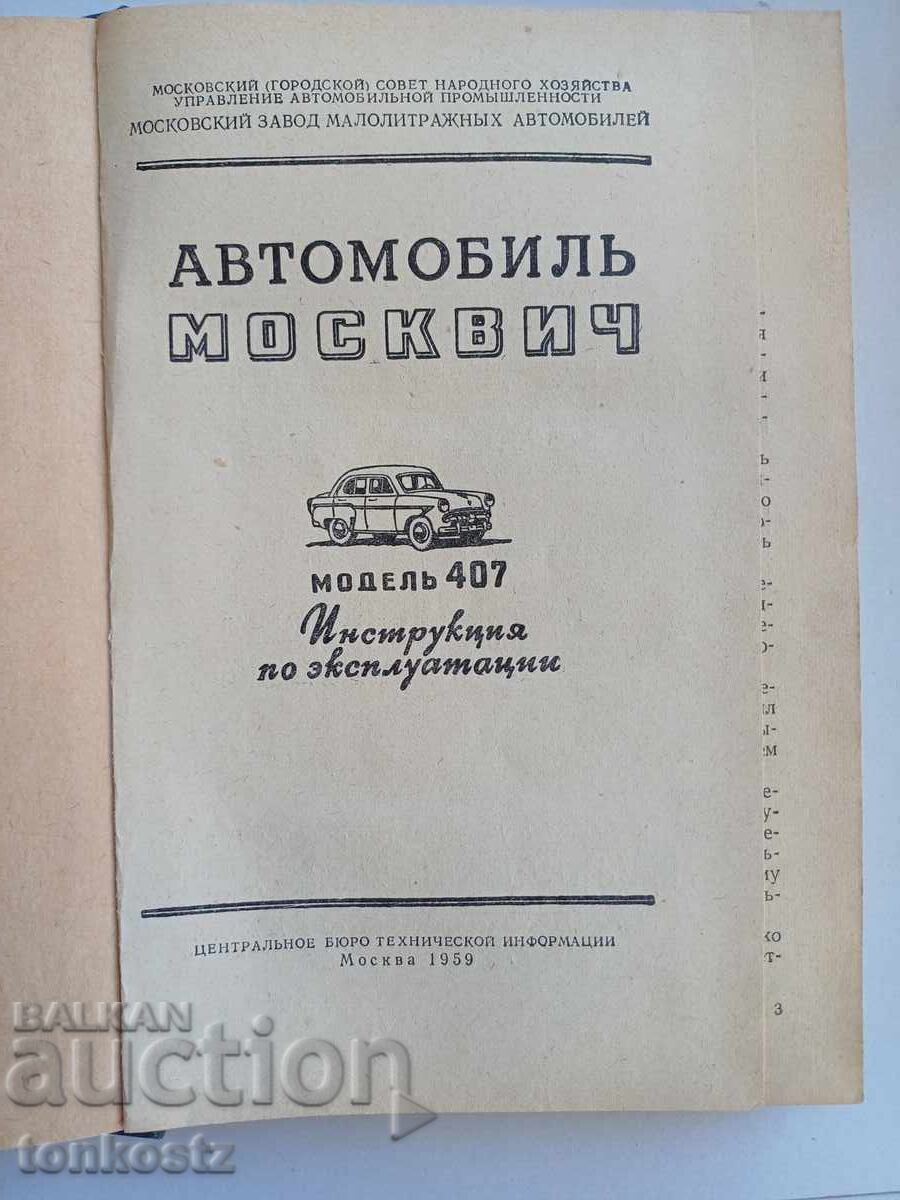 МОСКОВСКИЙ (ГОРОДСКОЙ) СОВЕТ НАРОДНОГО ХОЗЯЙСТВА
УПРАВЛЕНИЕ АВТОМОБИЛЬНОЙ ПРОМЫШЛЕННОСТИ
МОСКОВСКИЙ ЗАВОД МАЛОЛИТРАЖНЫХ АВТОМОБИЛЕЙ
АВТОМОБИЛЬ
МОСКВИЧ
МОДЕЛЬ 407
Инструкция
по эксплуатации
ЦЕНТРАЛЬНОЕ БЮРО ТЕХНИЧЕСКОЙ ИНФОРМАЦИИ
Москва 1959
3
BALKAN
auction
tonkostz